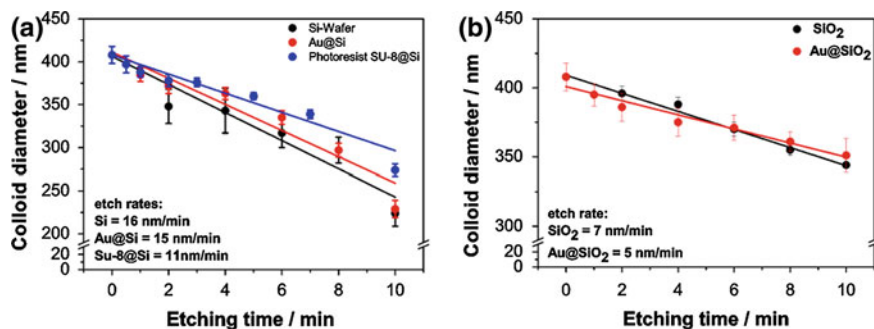 (a)
Colloid diameter / nm
450
400
350
300
250
200
20
0
Si-Wafer
Au@Si
Photoresist SU-8@Si
etch rates:
Si = 16 nm/min
Au@Si = 15 nm/min
Su-8@Si = 11nm/min
0 2 4 6 8 10
Etching time / min
(b)
Colloid diameter / nm
450
400
350
300
20
0
SiO₂
Au@SiO₂
etch rate:
SiO₂ = 7 nm/min
Au@SiO₂ = 5 nm/min
0 2 4 6 8 10
Etching time / min